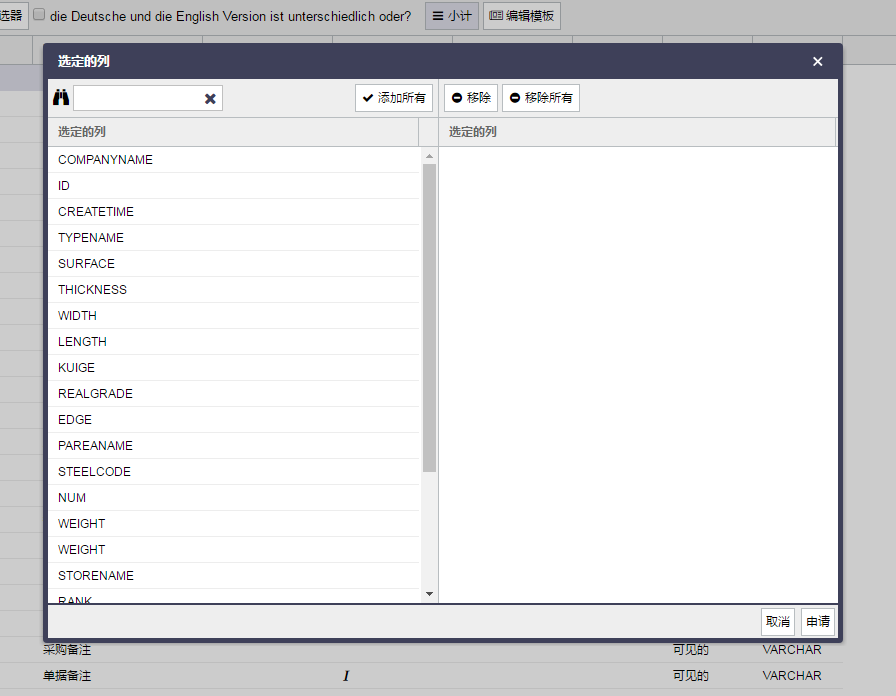 选器 die Deutsche und die English Version ist unterschiedlich oder? 小计 编辑模板
选定的列
添加所有 移除 移除所有
选定的列 选定的列
COMPANYNAME
ID
CREATETIME
TYPENAME
SURFACE
THICKNESS
WIDTH
LENGTH
KUIGE
REALGRADE
EDGE
PAREANAME
STEELCODE
NUM
WEIGHT
WEIGHT
STORENAME
RANK
取消 申请
采购备注 可见的 VARCHAR
单据备注 可见的 VARCHAR